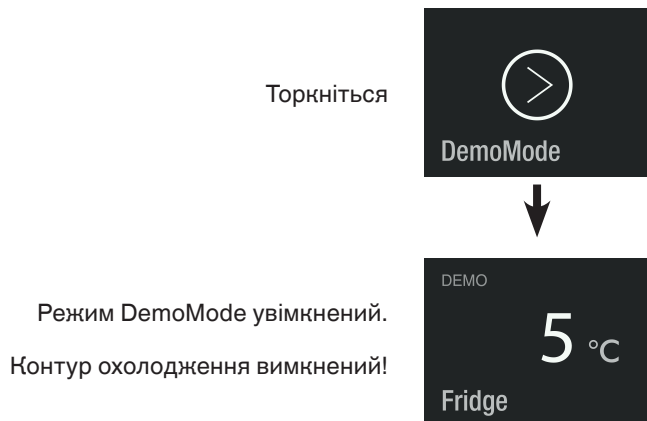 Торкніться
DemoMode
DEMO
5 °C
Режим DemoMode увімкнений.
Контур охолодження вимкнений!
Fridge